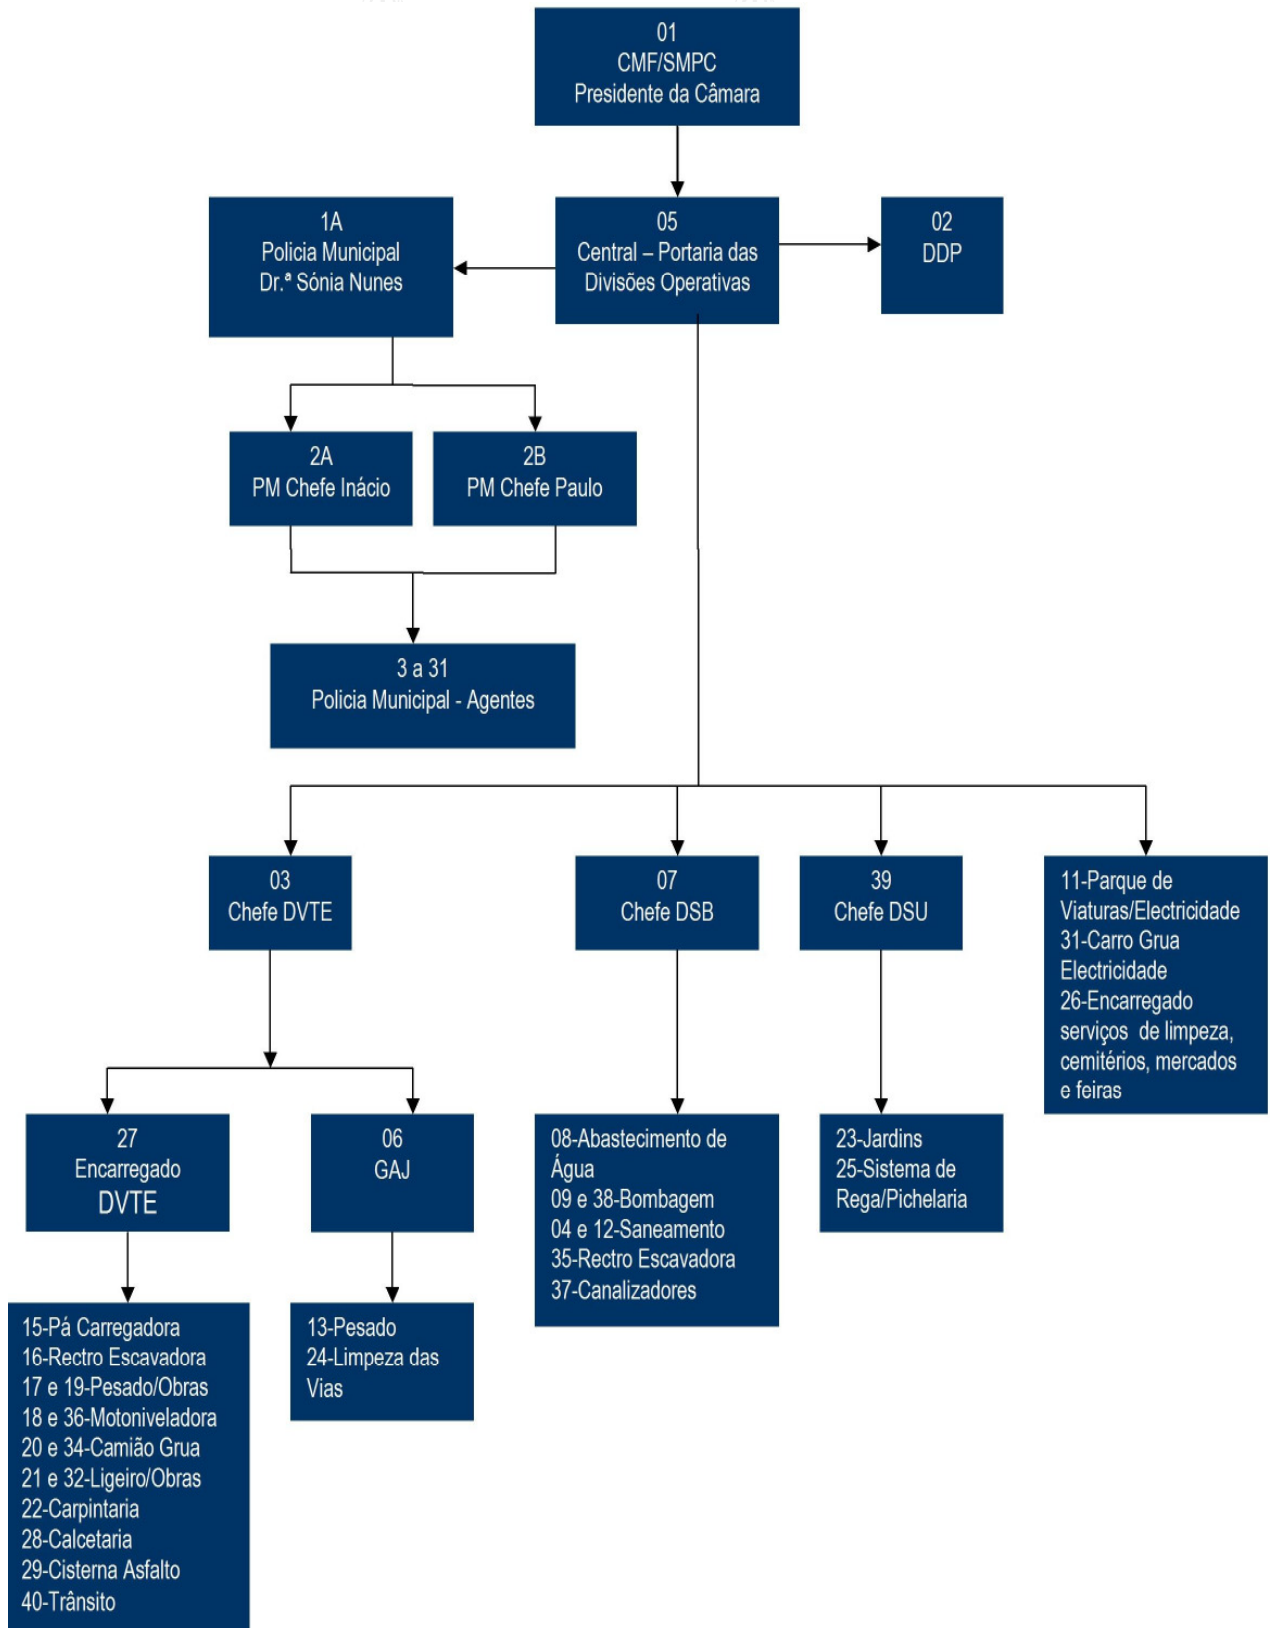 01
CMF/SMPC
Presidente da Câmara
1A
Policia Municipal
Dr.ª Sónia Nunes
05
Central – Portaria das
Divisões Operativas
02
DDP
2A
PM Chefe Inácio
2B
PM Chefe Paulo
3 a 31
Policia Municipal - Agentes
03
Chefe DVTE
07
Chefe DSB
39
Chefe DSU
11-Parque de
Viaturas/Electricidade
31-Carro Grua
Electricidade
26-Encarregado
serviços de limpeza,
cemitérios, mercados
e feiras
27
Encarregado
DVTE
06
GAJ
08-Abastecimento de
Água
09 e 38-Bombagem
04 e 12-Saneamento
35-Rectro Escavadora
37-Canalizadores
23-Jardins
25-Sistema de
Rega/Pichelaria
15-Pá Carregadora
16-Rectro Escavadora
17 e 19-Pesado/Obras
18 e 36-Motoniveladora
20 e 34-Camião Grua
21 e 32-Ligeiro/Obras
22-Carpintaria
28-Calcetaria
29-Cisterna Asfalto
40-Trânsito
13-Pesado
24-Limpeza das
Vias